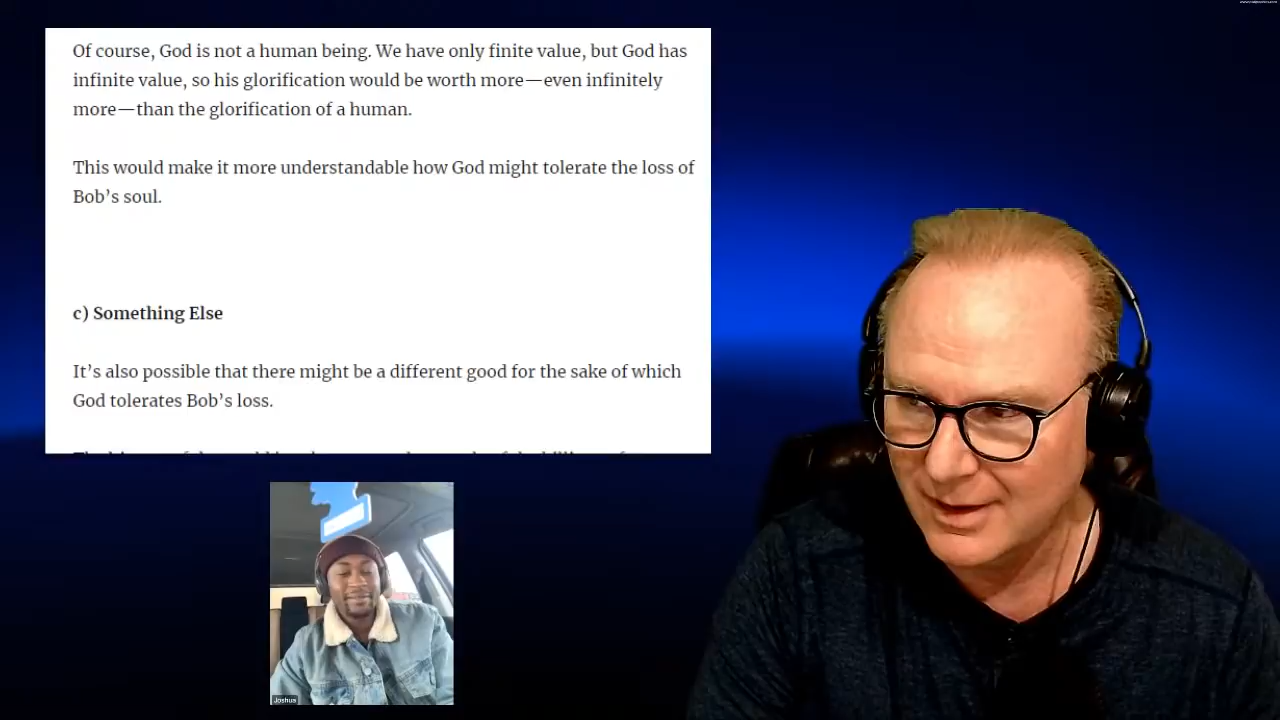 Of course, God is not a human being. We have only finite value, but God has
infinite value, so his glorification would be worth more—even infinitely
more—than the glorification of a human.
This would make it more understandable how God might tolerate the loss of
Bob’s soul.
c) Something Else
It’s also possible that there might be a different good for the sake of which
God tolerates Bob’s loss.
Joshua